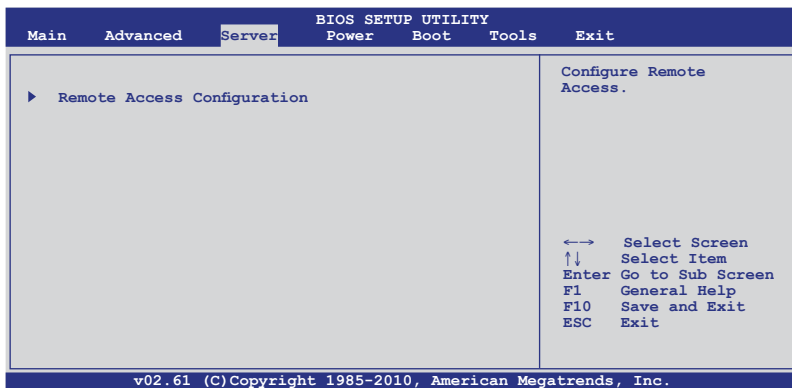 BIOS SETUP UTILITY
Main Advanced Server Power Boot Tools Exit
Remote Access Configuration
Configure Remote
Access.
←→ Select Screen
↑↓ Select Item
Enter Go to Sub Screen
F1 General Help
F10 Save and Exit
ESC Exit
v02.61 (C)Copyright 1985-2010, American Megatrends, Inc.